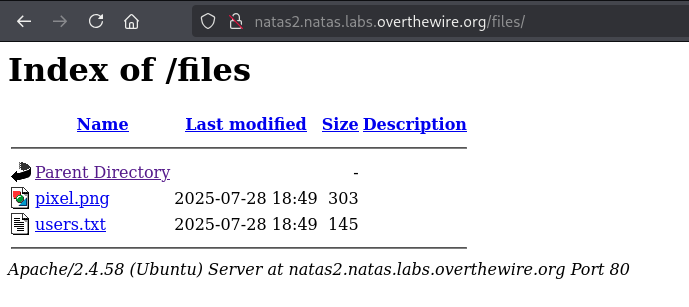 natas2.natas.labs.overthewire.org/files/
Index of /files
Name Last modified Size Description
Parent Directory -
pixel.png 2025-07-28 18:49 303
users.txt 2025-07-28 18:49 145
Apache/2.4.58 (Ubuntu) Server at natas2.natas.labs.overthewire.org Port 80